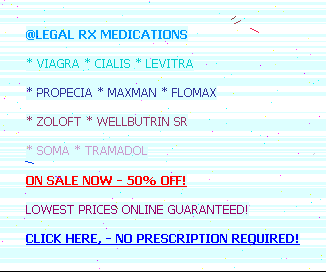 @LEGAL RX MEDICATIONS
* VIAGRA * CIALIS * LEVITRA
* PROPECIA * MAXMAN * FLOMAX
* ZOLOFT * WELLBUTRIN SR
* SOMA * TRAMADOL
ON SALE NOW - 50% OFF!
LOWEST PRICES ONLINE GUARANTEED!
CLICK HERE, - NO PRESCRIPTION REQUIRED!